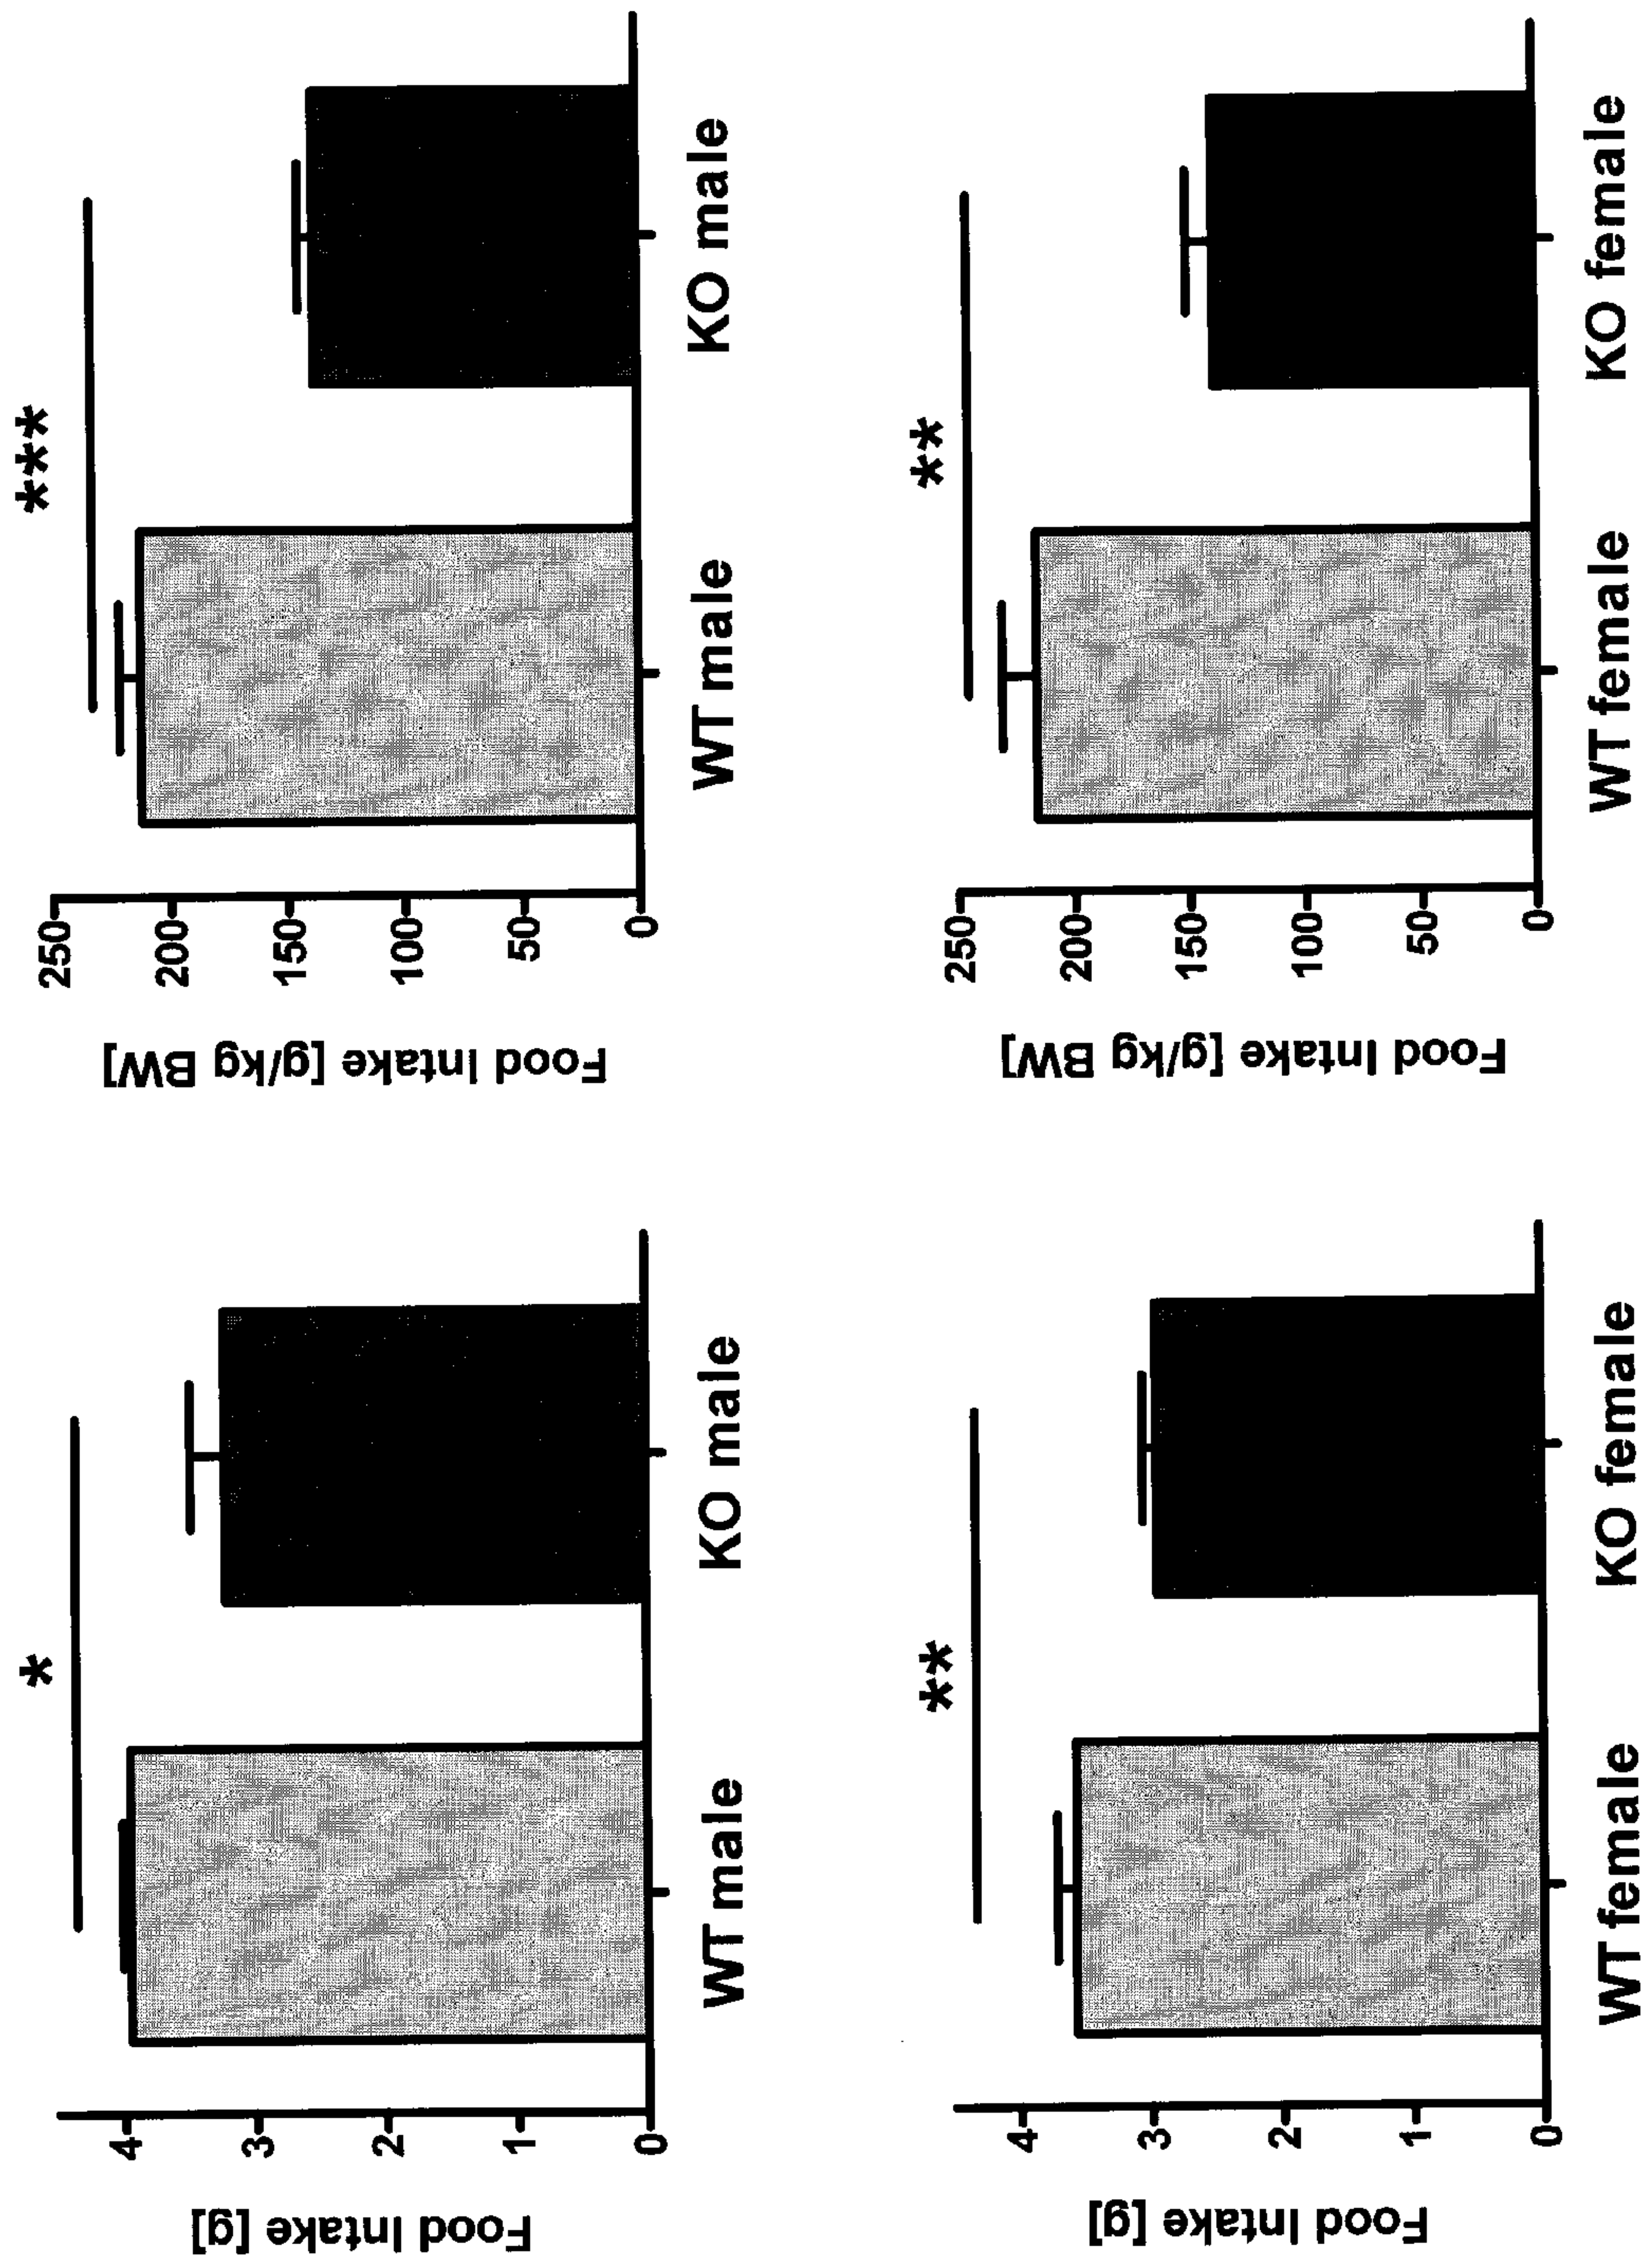 *
Food Intake [g]
4
3
2
1
0
WT male
KO male
***
Food Intake [g/kg BW]
250
200
150
100
50
0
WT male
KO male
**
Food Intake [g]
4
3
2
1
0
WT female
KO female
**
Food Intake [g/kg BW]
250
200
150
100
50
0
WT female
KO female